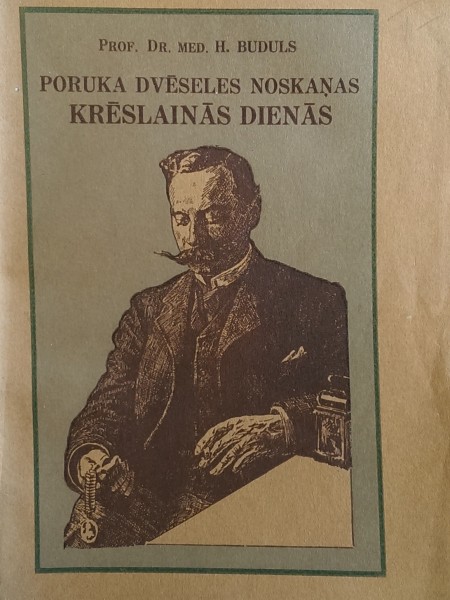 PROF. DR. MED. H. BUDULS
PORUKA DVĒSELES NOSKAŅAS
KRĒSLAINĀS DIENĀS